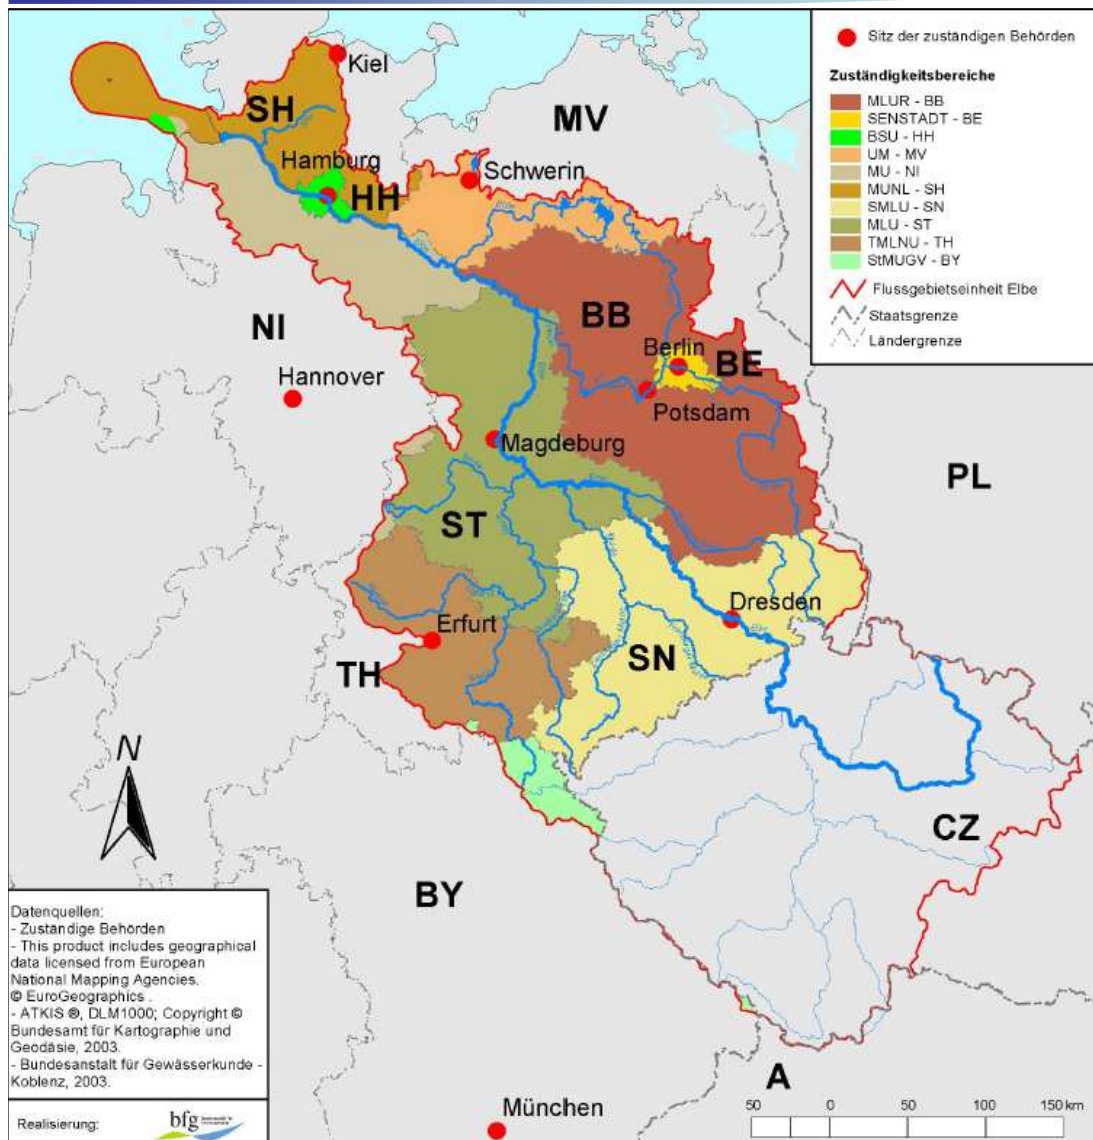 Sitz der zuständigen Behörden
Zuständigkeitsbereiche
MLUR - BB
SENSTADT - BE
BSU - HH
UM - MV
MU - NI
MUNL - SH
SMLU - SN
MLU - ST
TMLNU - TH
StMUGV - BY
Flussgebietseinheit Elbe
Staatsgrenze
Ländergrenze
Kiel
SH
MV
Hamburg
HH
Schwerin
NI
BB
Berlin
BE
Hannover
Potsdam
Magdeburg
PL
ST
Dresden
Erfurt
SN
TH
N
CZ
BY
A
München
Datenquellen:
- Zuständige Behörden
- This product includes geographical
data licensed from European
National Mapping Agencies.
© EuroGeographics .
- ATKIS ®, DLM1000; Copyright ©
Bundesamt für Kartographie und
Geodäsie, 2003.
- Bundesanstalt für Gewässerkunde -
Koblenz, 2003.
Realisierung:
bfg
50 0 50 100 150 km